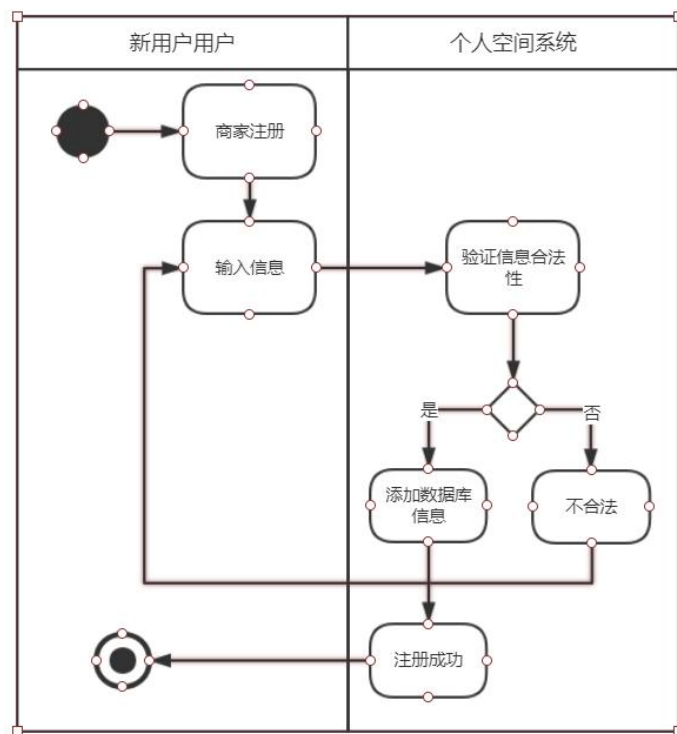 新用户用户
个人空间系统
商家注册
输入信息
验证信息合法
性
是
否
添加数据库
信息
不合法
注册成功